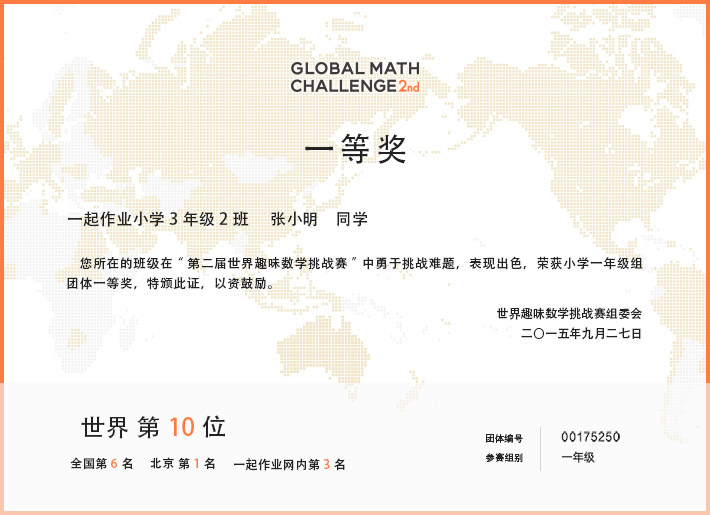 GLOBAL MATH
CHALLENGE 2nd
一等奖
一起作业小学 3 年级 2 班 张小明 同学
您所在的班级在“第二届世界趣味数学挑战赛”中勇于挑战难题，表现出色，荣获小学一年级组
团体一等奖，特颁此证，以资鼓励。
世界趣味数学挑战赛组委会
二〇一五年九月二七日
世界 第 10 位
全国第 6 名 北京 第 1 名 一起作业网内第 3 名
团体编号 00175250
参赛组别 一年级